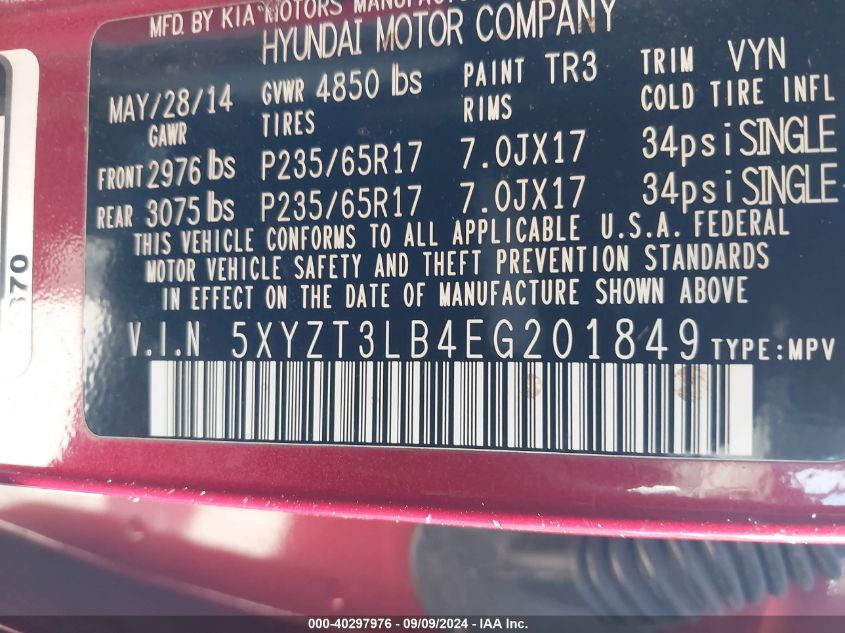 MFD. BY KIA MOTORS MANUFACTU
HYUNDAI MOTOR COMPANY
MAY/28/14 GVWR 4850 lbs PAINT TR3 TRIM VYN
GAWR TIRES RIMS COLD TIRE INFL
FRONT 2976 lbs P235/65R17 7.0JX17 34psi SINGLE
REAR 3075 lbs P235/65R17 7.0JX17 34psi SINGLE
THIS VEHICLE CONFORMS TO ALL APPLICABLE U.S.A. FEDERAL
MOTOR VEHICLE SAFETY AND THEFT PREVENTION STANDARDS
IN EFFECT ON THE DATE OF MANUFACTURE SHOWN ABOVE
V.I.N 5XYZT3LB4EG201849 TYPE:MPV
000-40297976 - 09/09/2024 - IAA Inc.